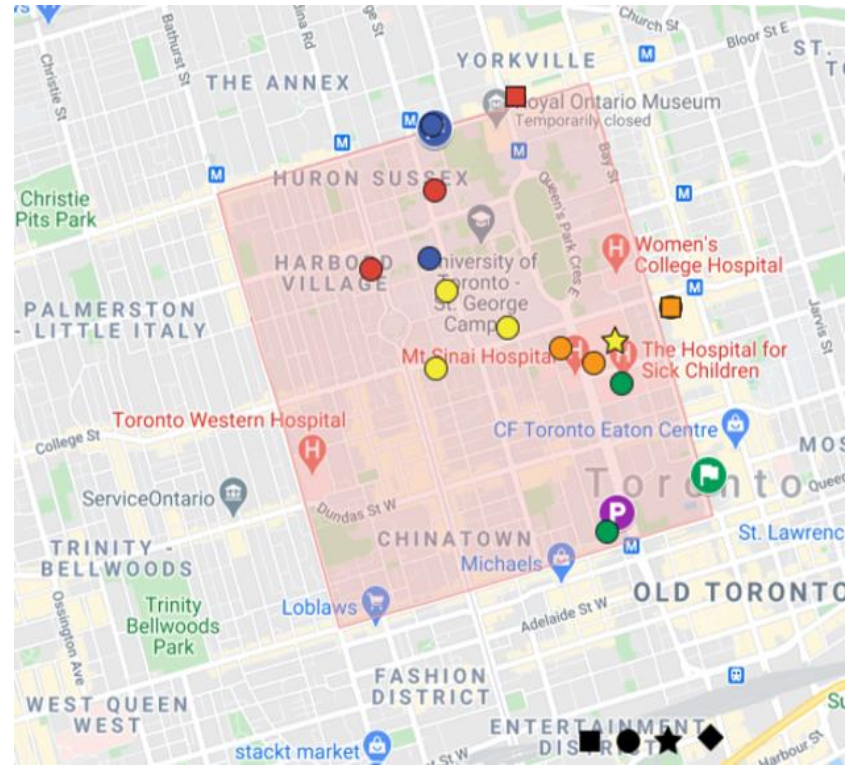 Church St
Bloor St E
Bathurst St
YORKVILLE
THE ANNEX
Christie St
Royal Ontario Museum
Temporarily closed
M
M
M
M
M
HURON SUSSEX
Bay St
Queen's Park Cres E
M
Christie
Pits Park
Women's
College Hospital
H
HARBORD
VILLAGE
University of
Toronto -
St. George
Campus
M
PALMERSTON
- LITTLE ITALY
Jarvis St
Mt Sinai Hospital
H
H
The Hospital for
Sick Children
Toronto Western Hospital
H
College St
CF Toronto Eaton Centre
Toronto
ServiceOntario
Dundas St W
P
CHINATOWN
M
Michaels
TRINITY -
BELLWOODS
Loblaws
OLD TORONTO
Adelaide St W
Trinity
Bellwoods
Park
Ossington Ave
FASHION
DISTRICT
WEST QUEEN
WEST
ENTERTAINMENT
stackt market
Harbour St